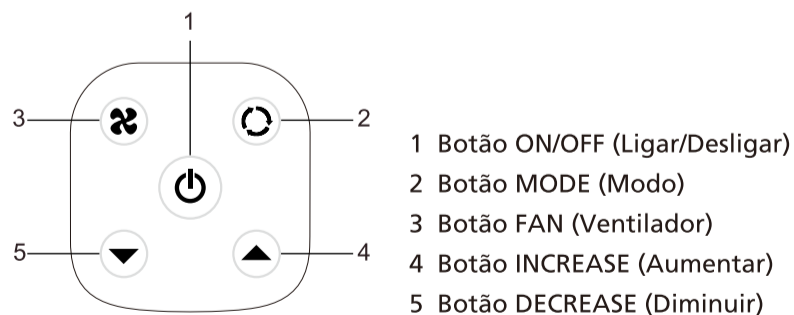 1
3
2
5
4
1 Botão ON/OFF (Ligar/Desligar)
2 Botão MODE (Modo)
3 Botão FAN (Ventilador)
4 Botão INCREASE (Aumentar)
5 Botão DECREASE (Diminuir)